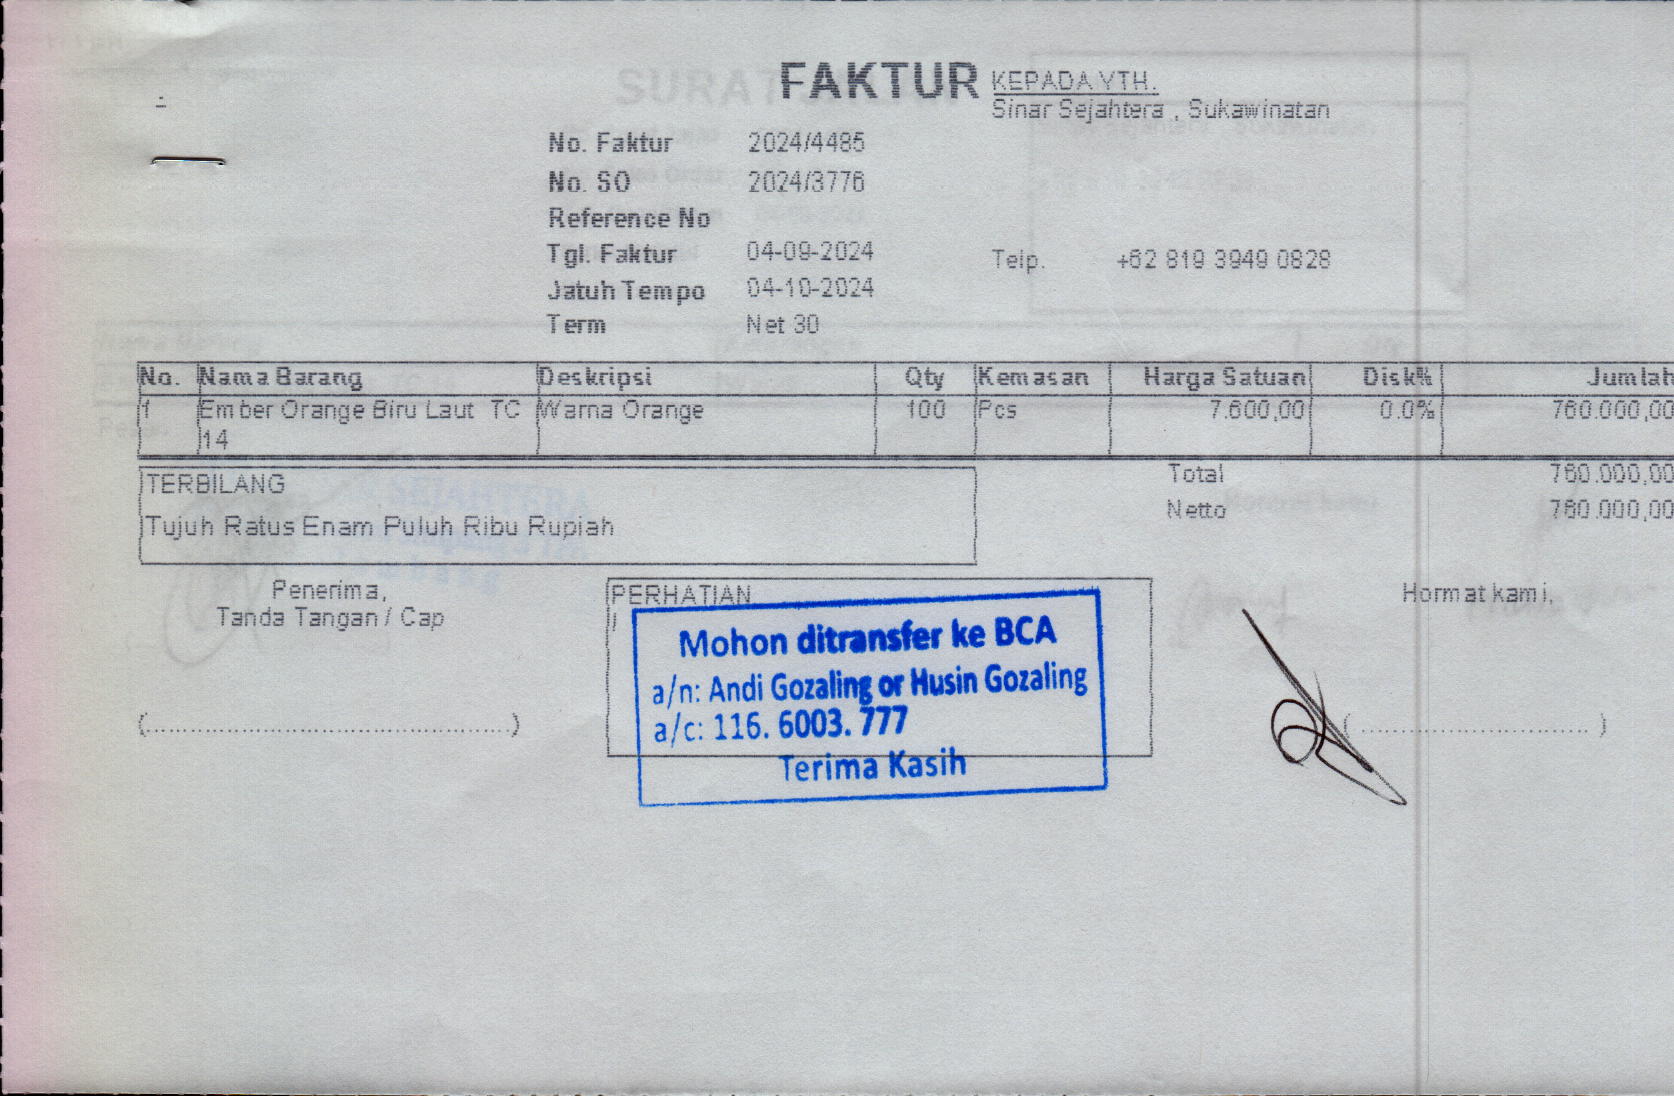 FAKTUR
KEPADA YTH.
Sinar Sejahtera , Sukawinatan
No. Faktur 2024/4485
No. SO 2024/3776
Reference No
Tgl. Faktur 04-09-2024
Telp. +62 819 3949 0828
Jatuh Tempo 04-10-2024
Term Net 30
No. Nama Barang Deskripsi Qty Kemasan Harga Satuan Disk% Jumlah
1 Ember Orange Biru Laut TC Warna Orange 100 Pcs 7.600,00 0.0% 760.000,00
14
TERBILANG
Total 760.000,00
Netto 760.000,00
Tujuh Ratus Enam Puluh Ribu Rupiah
Penerima,
Tanda Tangan / Cap
PERHATIAN
Hormat kami,
Mohon ditransfer ke BCA
a/n: Andi Gozaling or Husin Gozaling
a/c: 116. 6003. 777
Terima Kasih
(..............................................)
(............................. )